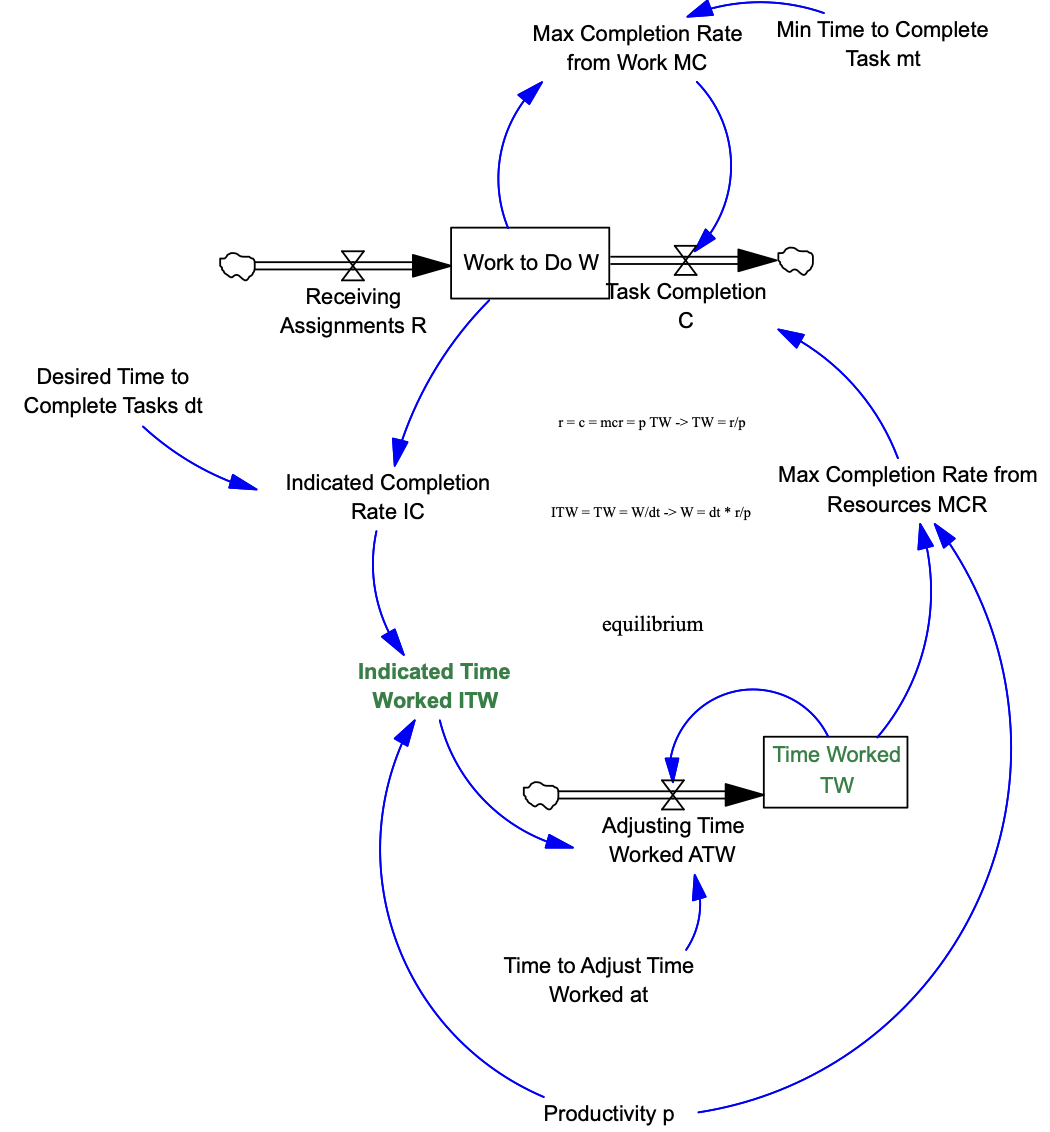 Max Completion Rate
from Work MC
Min Time to Complete
Task mt
Work to Do W
Receiving
Assignments R
Task Completion
C
Desired Time to
Complete Tasks dt
r = c = mcr = p TW -> TW = r/p
Max Completion Rate from
Resources MCR
Indicated Completion
Rate IC
ITW = TW = W/dt -> W = dt * r/p
equilibrium
Indicated Time
Worked ITW
Time Worked
TW
Adjusting Time
Worked ATW
Time to Adjust Time
Worked at
Productivity p